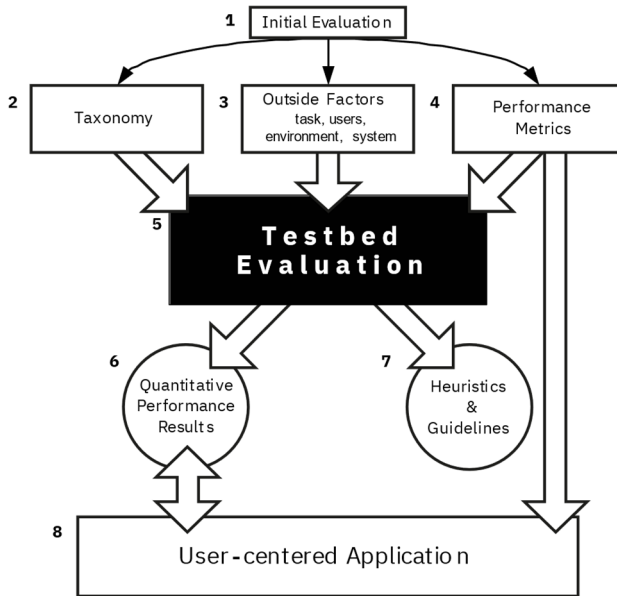 1 Initial Evaluation
2 Taxonomy
3 Outside Factors
task, users,
environment, system
4 Performance
Metrics
5 Testbed
Evaluation
6 Quantitative
Performance
Results
7 Heuristics
&
Guidelines
8 User-centered Application